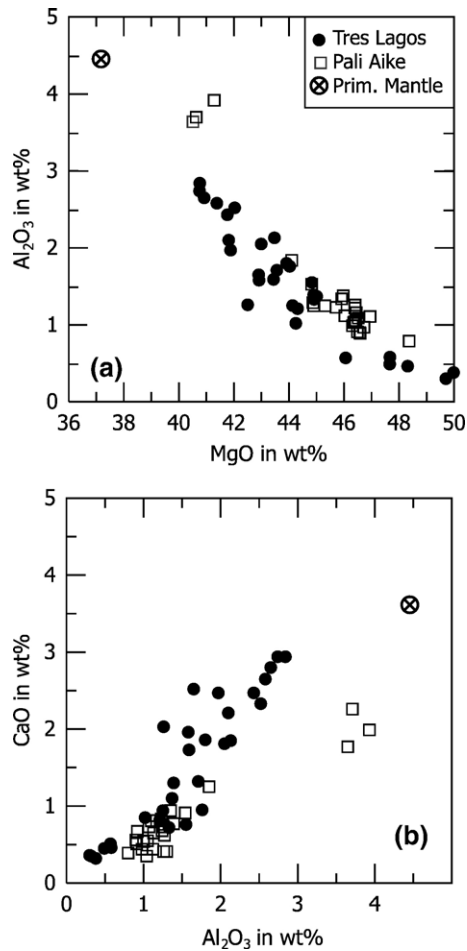 5
4
3
2
1
0
Al₂O₃ in wt%
Tres Lagos
Pali Aike
Prim. Mantle
(a)
36 38 40 42 44 46 48 50
MgO in wt%
5
4
3
2
1
0
CaO in wt%
(b)
0 1 2 3 4
Al₂O₃ in wt%